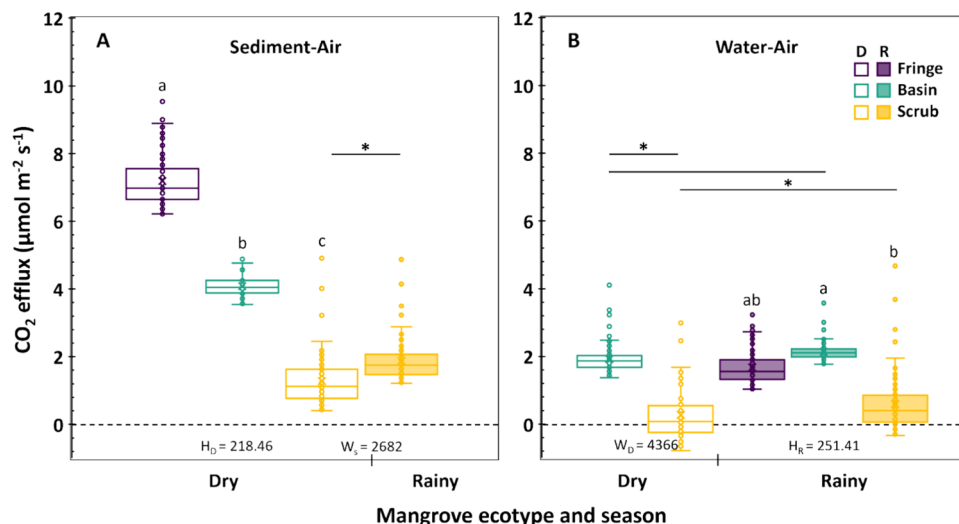 A
Sediment-Air
B
Water-Air
D R
Fringe
Basin
Scrub
CO₂ efflux (µmol m⁻² s⁻¹)
12
10
8
6
4
2
0
12
10
8
6
4
2
0
a
b
c
*
*
*
ab
a
b
H_D = 218.46
W_s = 2682
W_D = 4366
H_R = 251.41
Dry
Rainy
Dry
Rainy
Mangrove ecotype and season